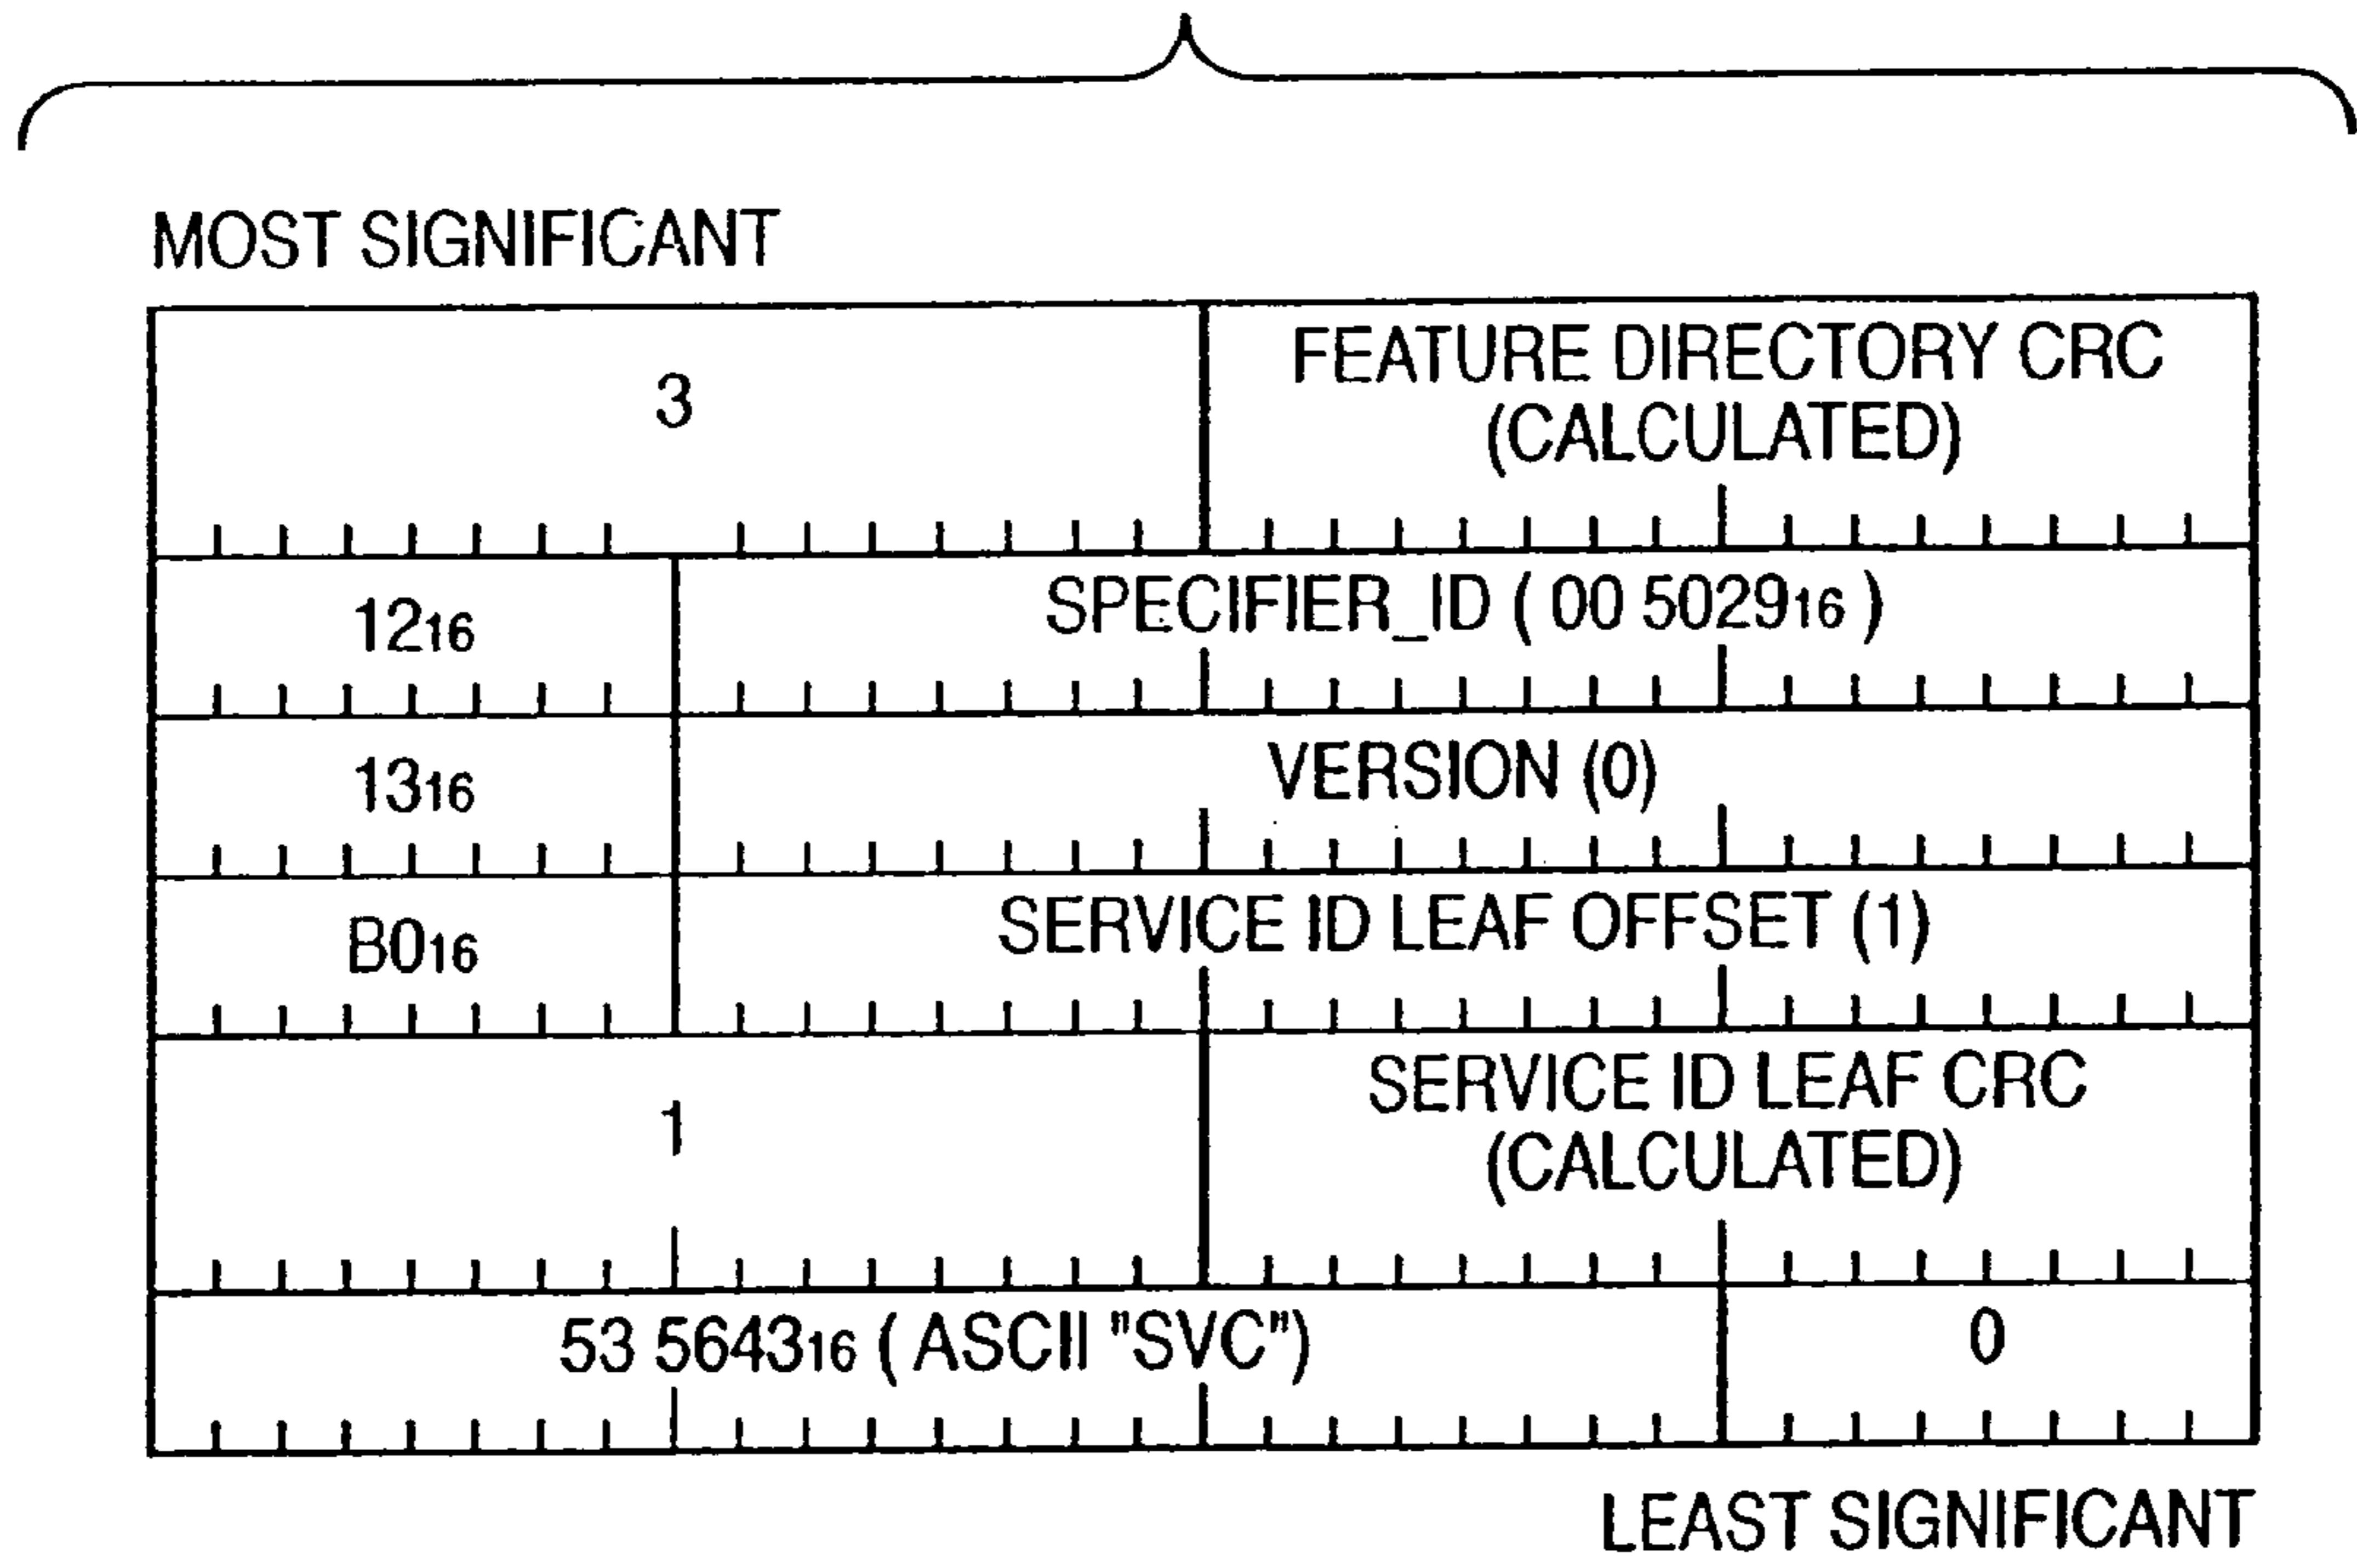 MOST SIGNIFICANT
3
FEATURE DIRECTORY CRC
(CALCULATED)
12₁₆
SPECIFIER_ID ( 00 5029₁₆ )
13₁₆
VERSION (0)
B0₁₆
SERVICE ID LEAF OFFSET (1)
1
SERVICE ID LEAF CRC
(CALCULATED)
53 5643₁₆ ( ASCII "SVC")
0
LEAST SIGNIFICANT